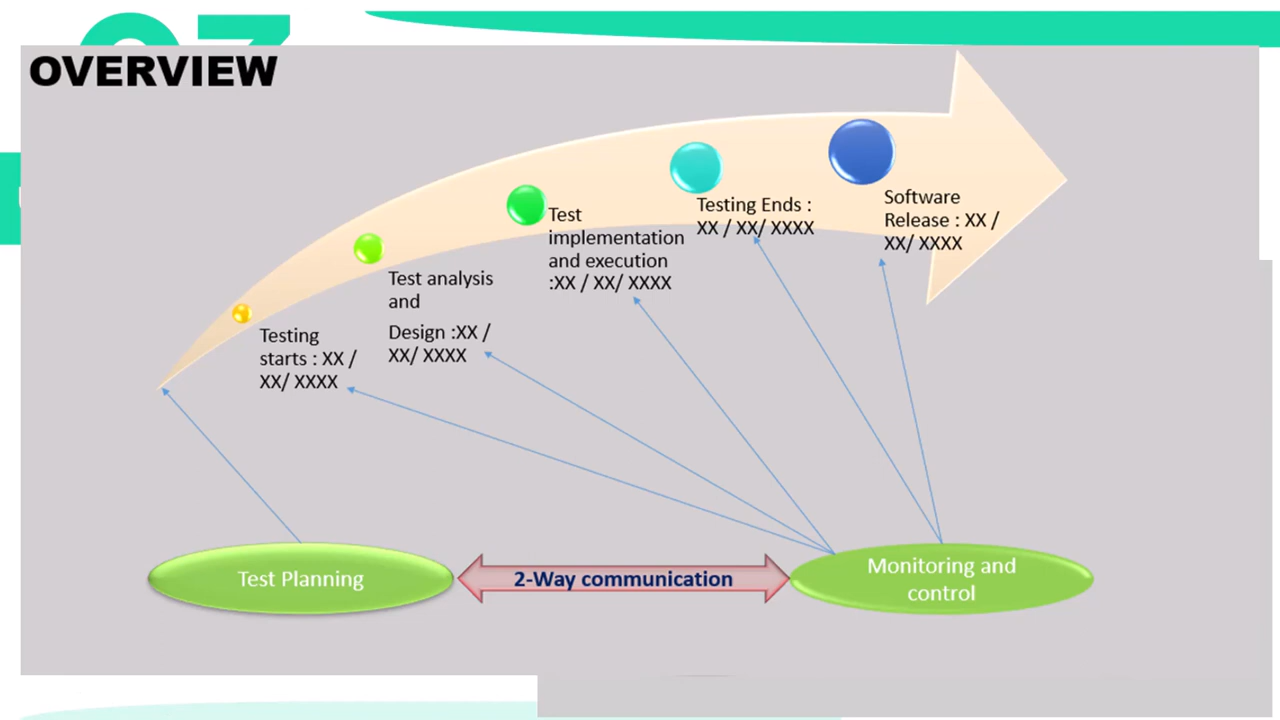 OVERVIEW
Testing
starts : XX /
XX/ XXXX
Test analysis
and
Design :XX /
XX/ XXXX
Test
implementation
and execution
:XX / XX/ XXXX
Testing Ends :
XX / XX/ XXXX
Software
Release : XX /
XX/ XXXX
Test Planning
2-Way communication
Monitoring and
control